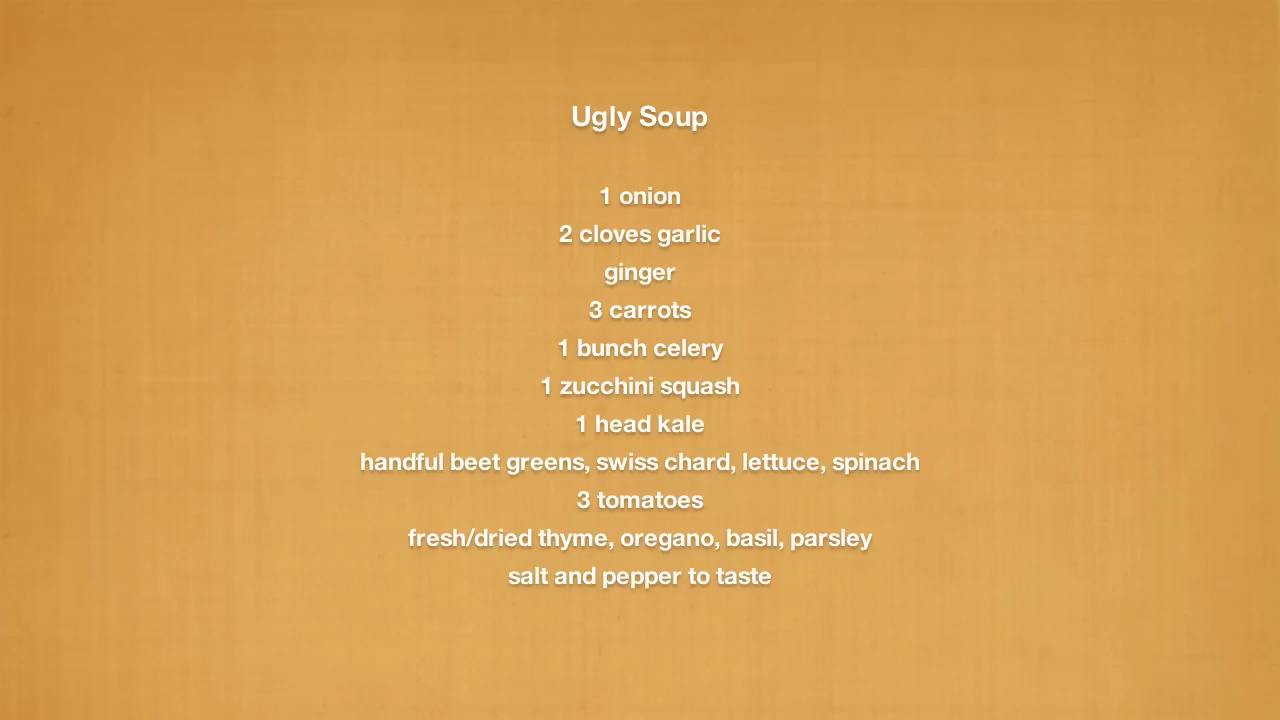 Ugly Soup
1 onion
2 cloves garlic
ginger
3 carrots
1 bunch celery
1 zucchini squash
1 head kale
handful beet greens, swiss chard, lettuce, spinach
3 tomatoes
fresh/dried thyme, oregano, basil, parsley
salt and pepper to taste